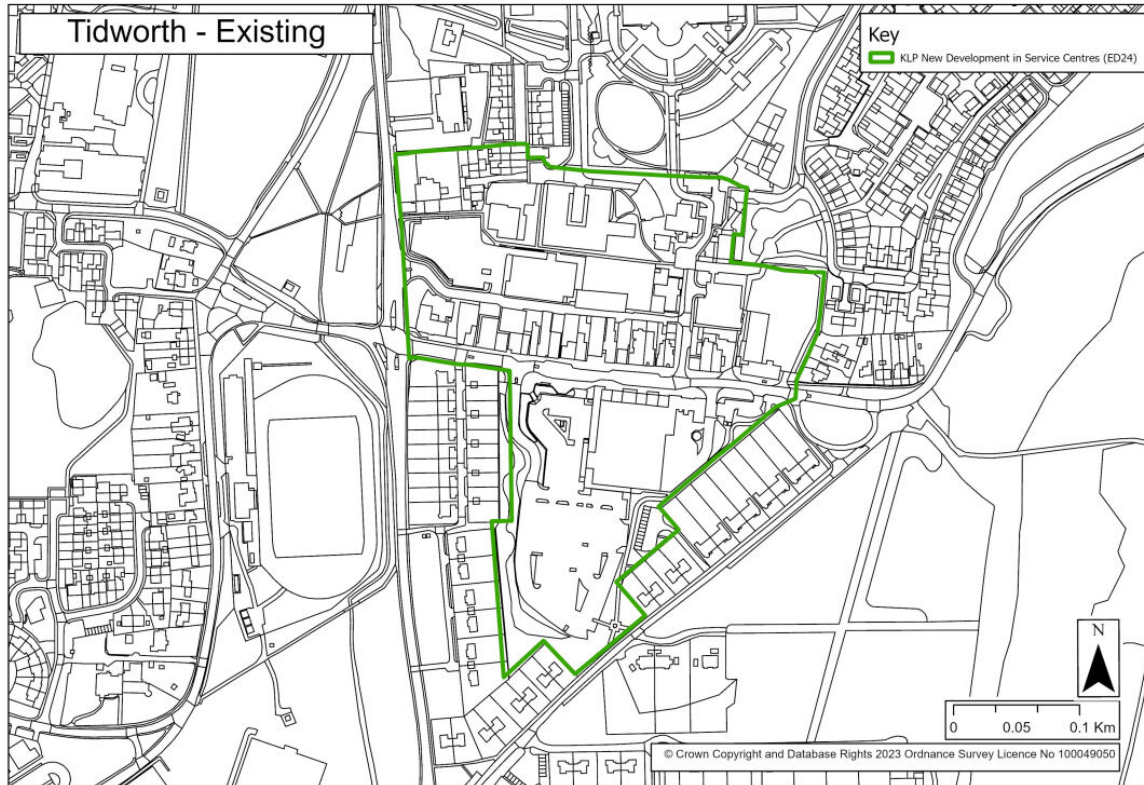 Tidworth - Existing
Key
KLP New Development in Service Centres (ED24)
N
0 0.05 0.1 Km
© Crown Copyright and Database Rights 2023 Ordnance Survey Licence No 100049050